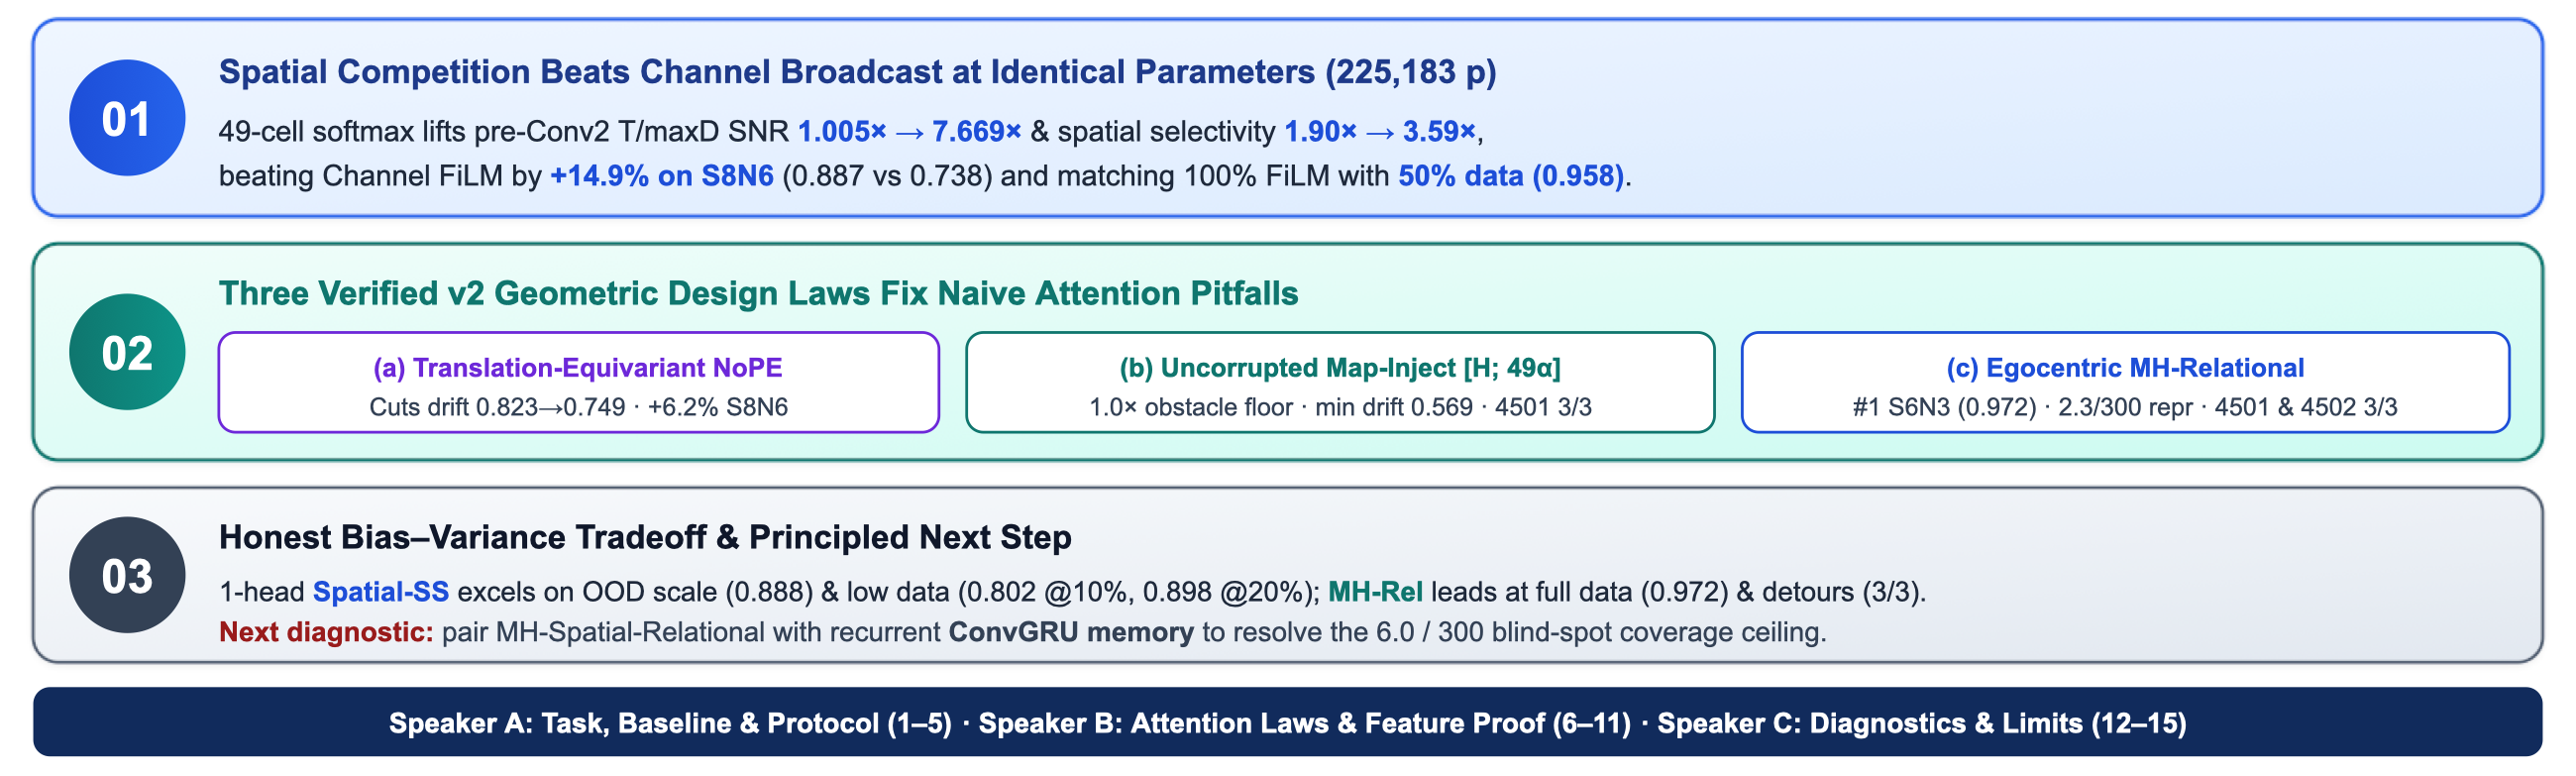 01
Spatial Competition Beats Channel Broadcast at Identical Parameters (225,183 p)
49-cell softmax lifts pre-Conv2 T/maxD SNR 1.005× → 7.669× & spatial selectivity 1.90× → 3.59×,
beating Channel FiLM by +14.9% on S8N6 (0.887 vs 0.738) and matching 100% FiLM with 50% data (0.958).
02
Three Verified v2 Geometric Design Laws Fix Naive Attention Pitfalls
(a) Translation-Equivariant NoPE
Cuts drift 0.823→0.749 · +6.2% S8N6
(b) Uncorrupted Map-Inject [H; 49α]
1.0× obstacle floor · min drift 0.569 · 4501 3/3
(c) Egocentric MH-Relational
#1 S6N3 (0.972) · 2.3/300 repr · 4501 & 4502 3/3
03
Honest Bias–Variance Tradeoff & Principled Next Step
1-head Spatial-SS excels on OOD scale (0.888) & low data (0.802 @10%, 0.898 @20%); MH-Rel leads at full data (0.972) & detours (3/3).
Next diagnostic: pair MH-Spatial-Relational with recurrent ConvGRU memory to resolve the 6.0 / 300 blind-spot coverage ceiling.
Speaker A: Task, Baseline & Protocol (1–5) · Speaker B: Attention Laws & Feature Proof (6–11) · Speaker C: Diagnostics & Limits (12–15)